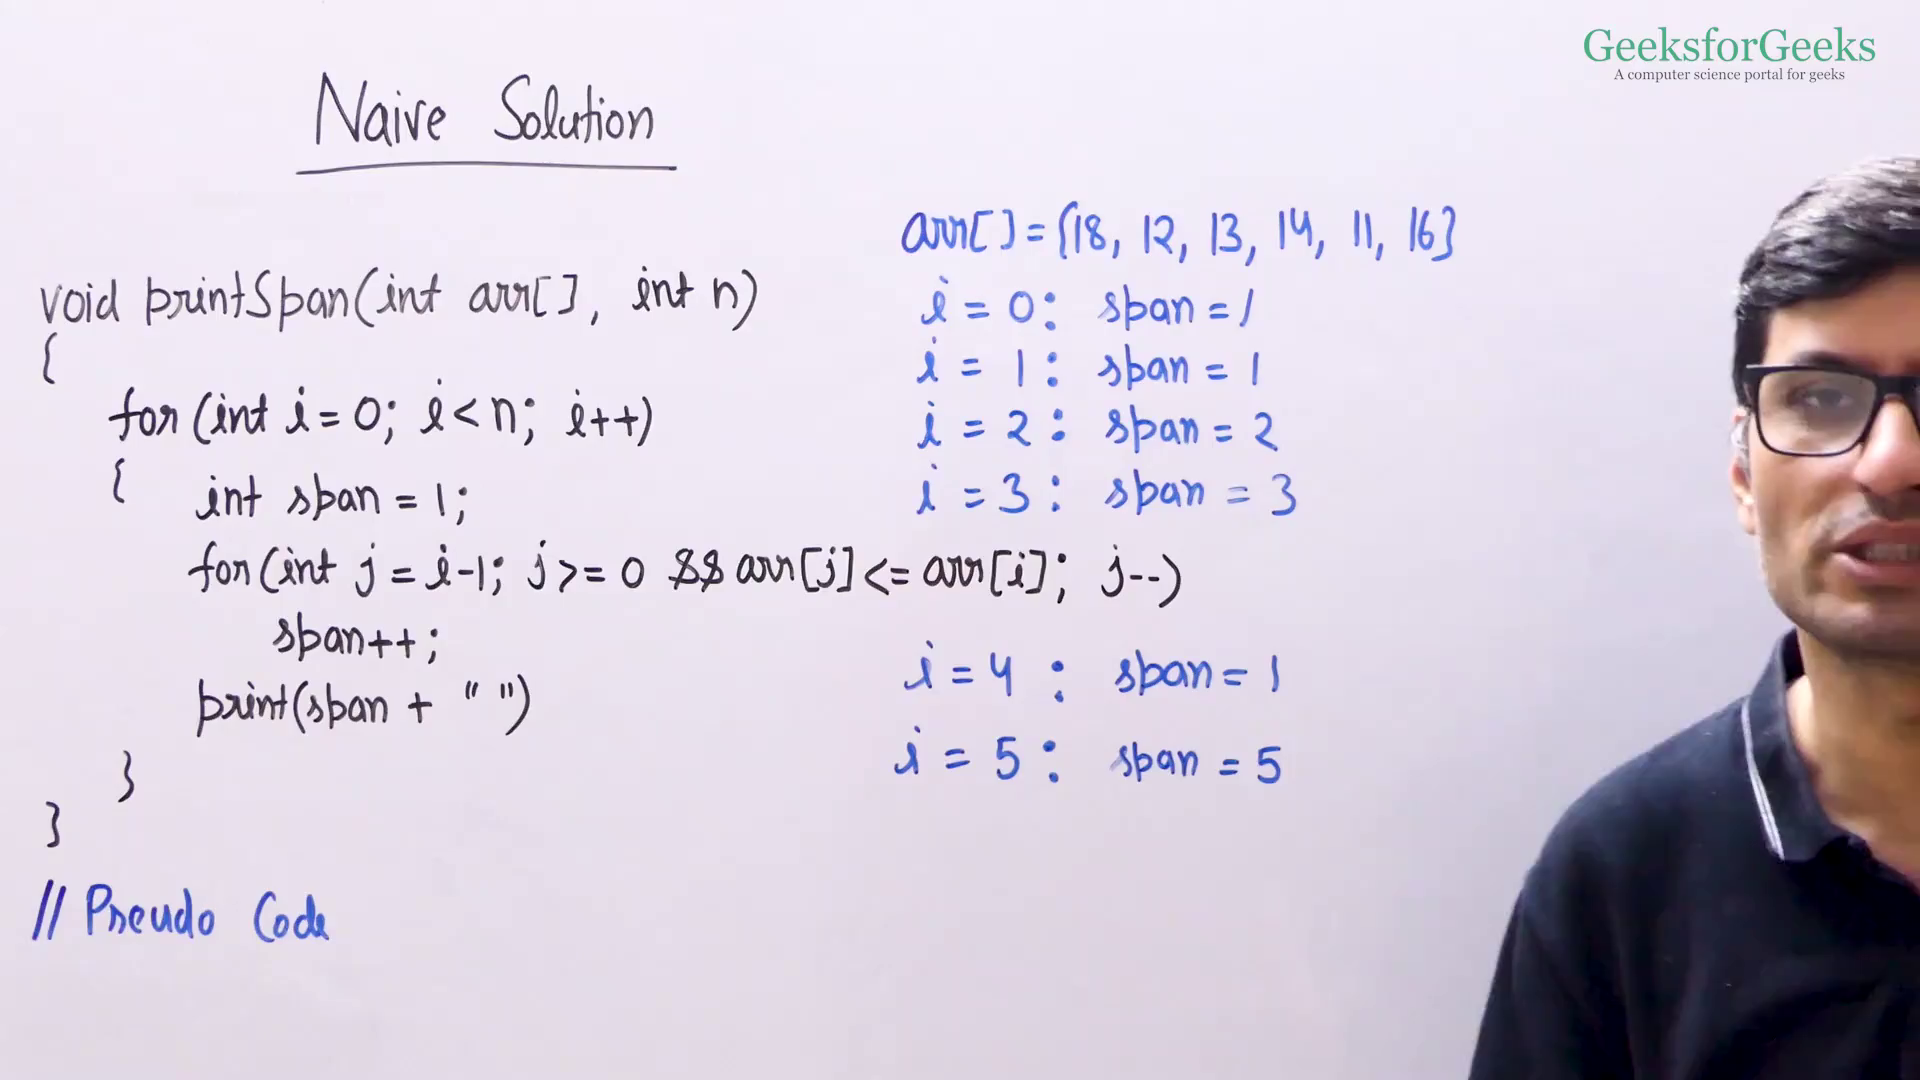 GeeksforGeeks
A computer science portal for geeks
Naive Solution
void printSpan(int arr[], int n)
{
for (int i = 0; i < n; i++)
{ int span = 1;
for (int j = i-1; j >= 0 && arr[j] <= arr[i]; j--)
span++;
print(span + " ")
}
}
// Pseudo Code
arr[] = {18, 12, 13, 14, 11, 16}
i = 0: span = 1
i = 1: span = 1
i = 2: span = 2
i = 3: span = 3
i = 4: span = 1
i = 5: span = 5